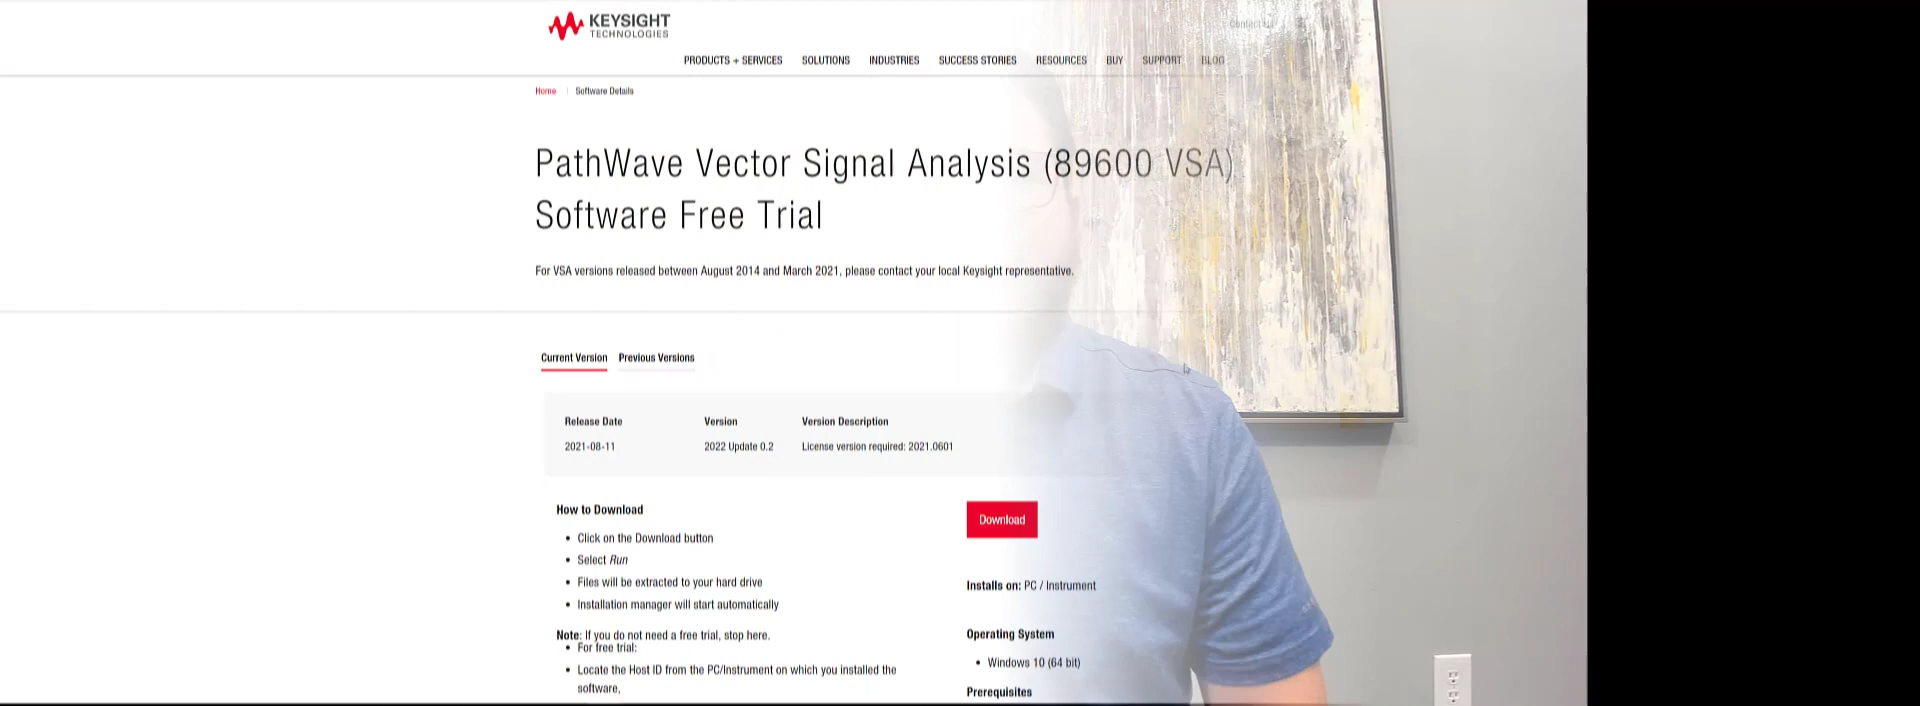 KEYSIGHT
TECHNOLOGIES
Contact Us
PRODUCTS + SERVICES SOLUTIONS INDUSTRIES SUCCESS STORIES RESOURCES BUY SUPPORT BLOG
Home Software Details
PathWave Vector Signal Analysis (89600 VSA)
Software Free Trial
For VSA versions released between August 2014 and March 2021, please contact your local Keysight representative.
Current Version Previous Versions
Release Date Version Version Description
2021-08-11 2022 Update 0.2 License version required: 2021.0601
How to Download
• Click on the Download button
• Select Run
• Files will be extracted to your hard drive
• Installation manager will start automatically
Note: If you do not need a free trial, stop here.
• For free trial:
• Locate the Host ID from the PC/Instrument on which you installed the
software,
Download
Installs on: PC / Instrument
Operating System
• Windows 10 (64 bit)
Prerequisites